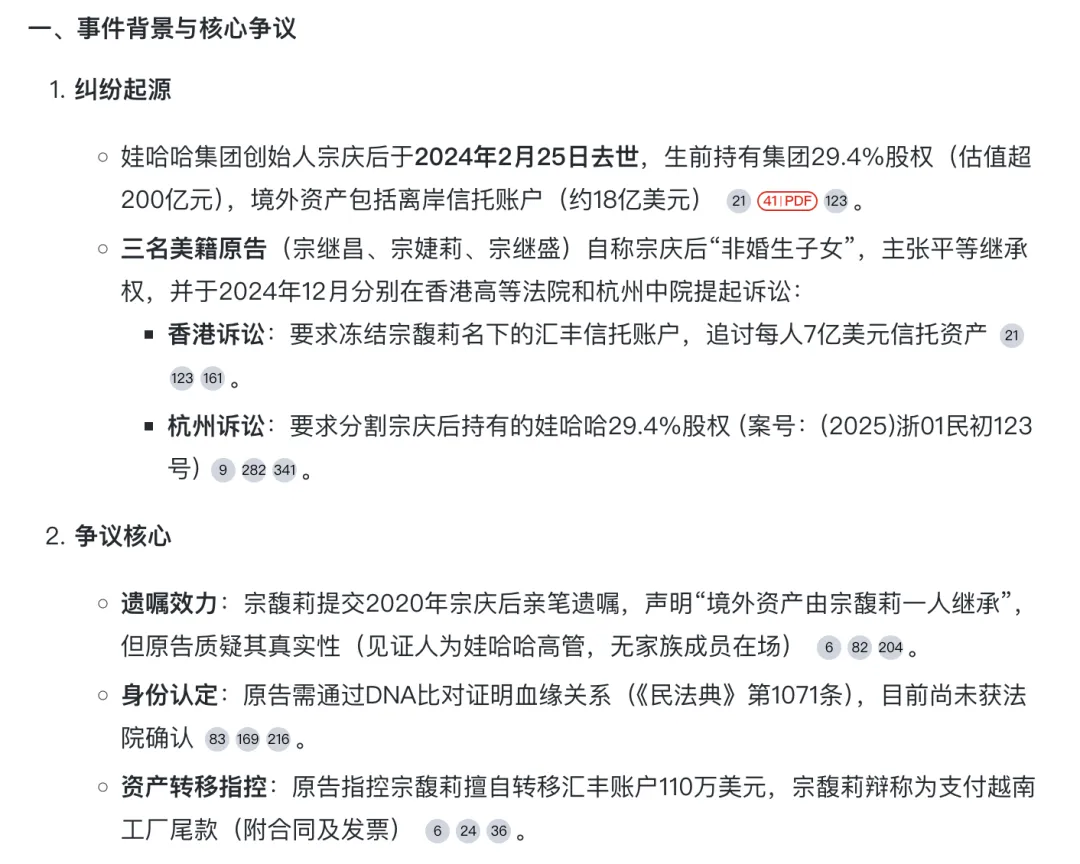 一、事件背景与核心争议
1. 纠纷起源
娃哈哈集团创始人宗庆后于2024年2月25日去世，生前持有集团29.4%股权（估值超
200亿元），境外资产包括离岸信托账户（约18亿美元） 21 41|PDF 123 。
三名美籍原告（宗继昌、宗婕莉、宗继盛）自称宗庆后“非婚生子女”，主张平等继承
权，并于2024年12月分别在香港高等法院和杭州中院提起诉讼：
香港诉讼：要求冻结宗馥莉名下的汇丰信托账户，追讨每人7亿美元信托资产 21
123 161 。
杭州诉讼：要求分割宗庆后持有的娃哈哈29.4%股权 (案号：(2025)浙01民初123
号） 9 282 341 。
2. 争议核心
遗嘱效力：宗馥莉提交2020年宗庆后亲笔遗嘱，声明“境外资产由宗馥莉一人继承”，
但原告质疑其真实性（见证人为娃哈哈高管，无家族成员在场） 6 82 204 。
身份认定：原告需通过DNA比对证明血缘关系（《民法典》第1071条），目前尚未获法
院确认 83 169 216 。
资产转移指控：原告指控宗馥莉擅自转移汇丰账户110万美元，宗馥莉辩称为支付越南
工厂尾款（附合同及发票） 6 24 36 。